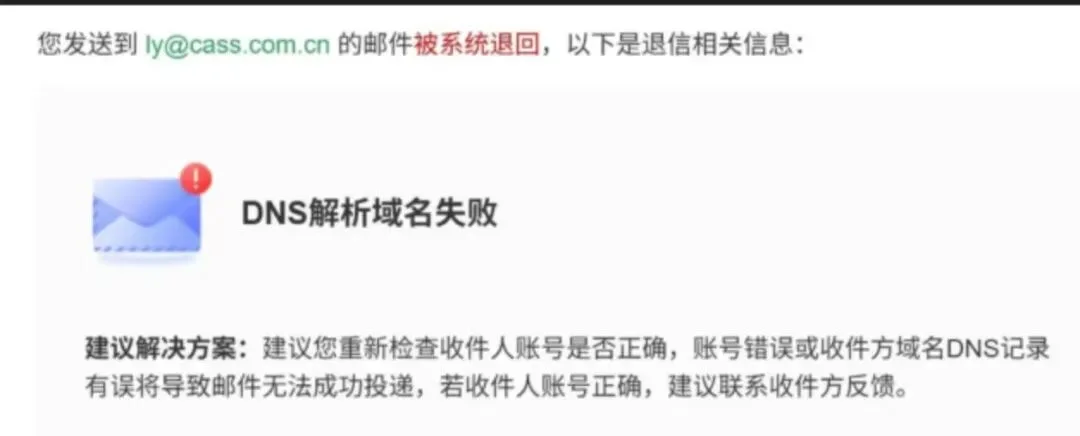 您发送到 ly@cass.com.cn 的邮件被系统退回，以下是退信相关信息：
DNS解析域名失败
建议解决方案：建议您重新检查收件人账号是否正确，账号错误或收件方域名DNS记录
有误将导致邮件无法成功投递，若收件人账号正确，建议联系收件方反馈。